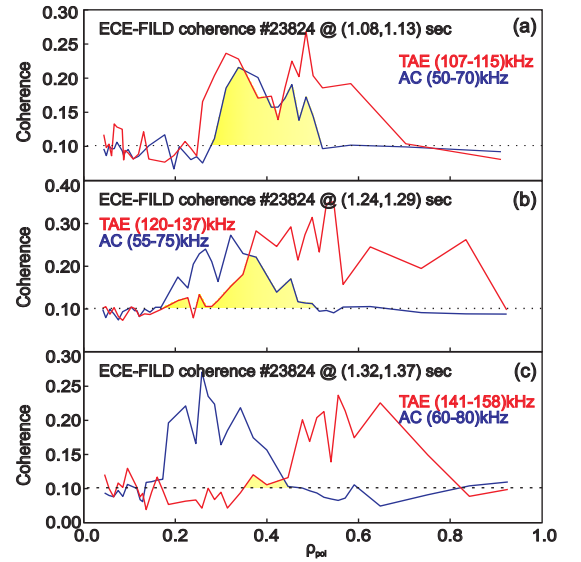 0.30
ECE-FILD coherence #23824 @ (1.08,1.13) sec
(a)
0.25
TAE (107-115)kHz
AC (50-70)kHz
0.20
Coherence
0.15
0.10
0.05
0.40
ECE-FILD coherence #23824 @ (1.24,1.29) sec
(b)
TAE (120-137)kHz
0.30
AC (55-75)kHz
Coherence
0.20
0.10
0.00
0.30
ECE-FILD coherence #23824 @ (1.32,1.37) sec
(c)
0.25
TAE (141-158)kHz
AC (60-80)kHz
0.20
Coherence
0.15
0.10
0.05
0.00
0.0 0.2 0.4 0.6 0.8 1.0
ρpol